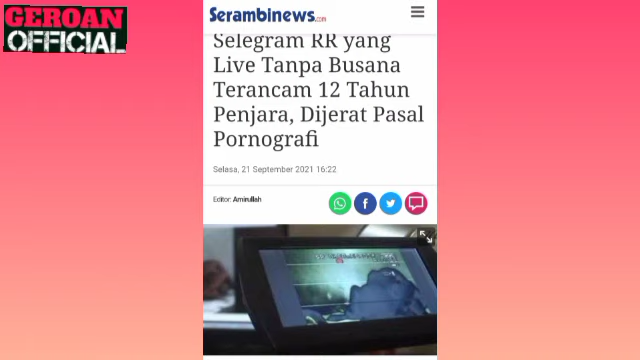 GEROAN
OFFICIAL
Serambinews.com
Selegram RR yang
Live Tanpa Busana
Terancam 12 Tahun
Penjara, Dijerat Pasal
Pornografi
Selasa, 21 September 2021 16:22
Editor: Amirullah